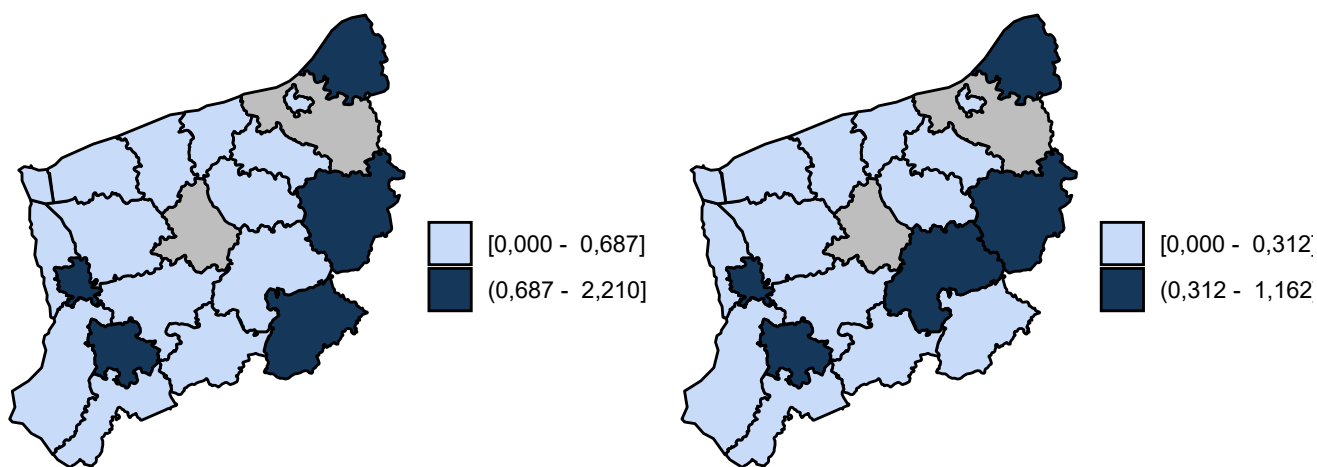 [0,000 - 0,687]
(0,687 - 2,210]
[0,000 - 0,312]
(0,312 - 1,162